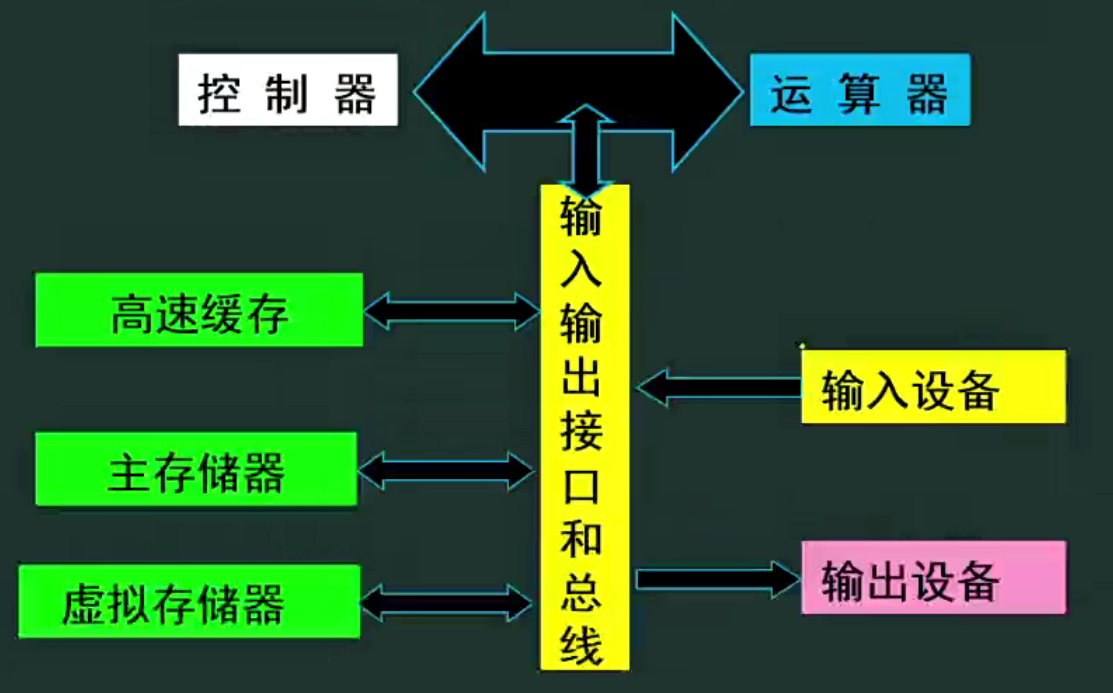 控制器
运算器
输入输出接口和总线
高速缓存
输入设备
主存储器
输出设备
虚拟存储器